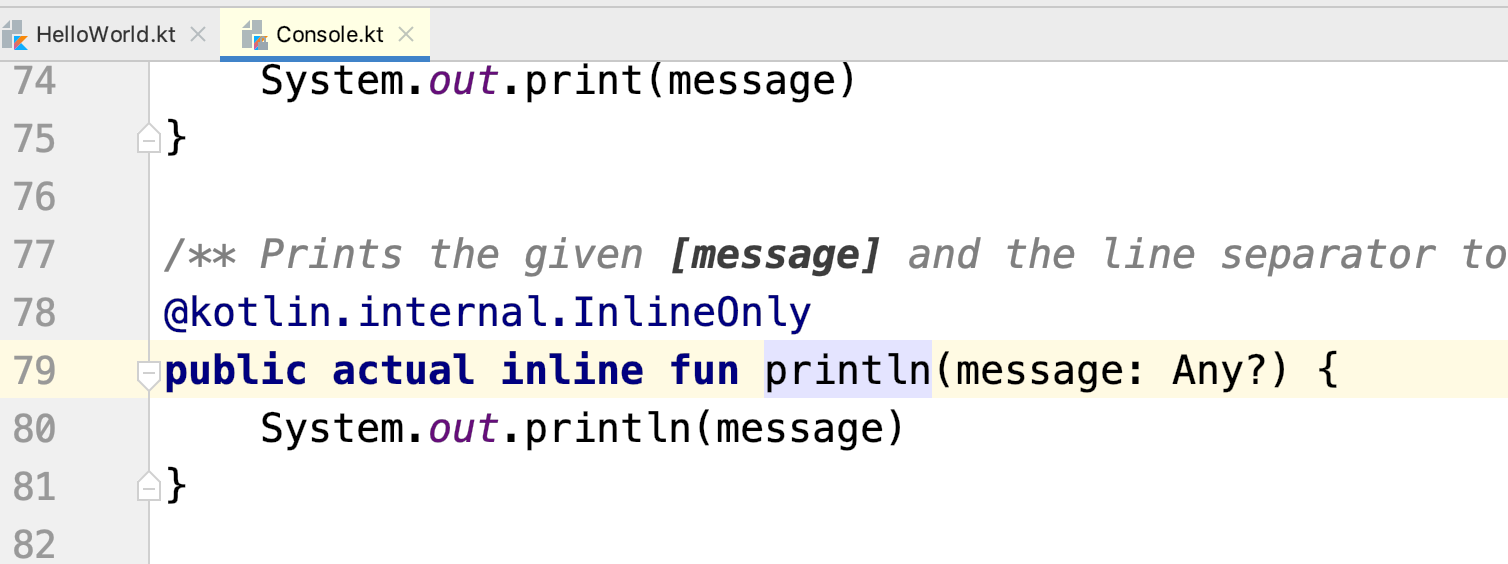 HelloWorld.kt × Console.kt ×
74 System.out.print(message)
75 }
76
77 /** Prints the given [message] and the line separator to
78 @kotlin.internal.InlineOnly
79 public actual inline fun println(message: Any?) {
80 System.out.println(message)
81 }
82